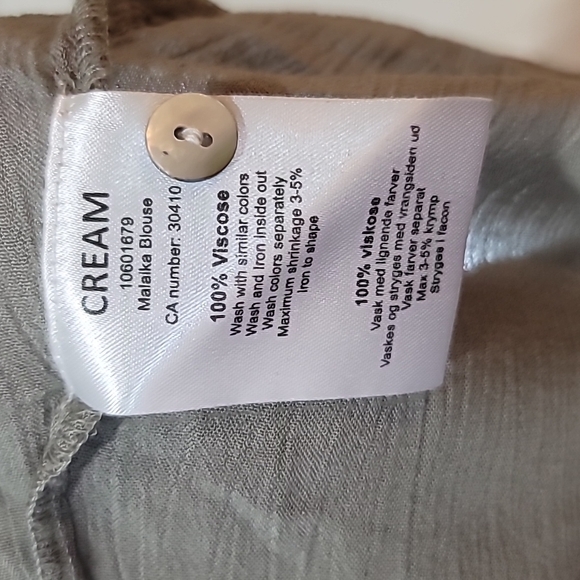 CREAM
10601679
Malaika Blouse
CA number: 30410
100% Viscose
Wash with similar colors
Wash and Iron inside out
Wash colors separately
Maximum shrinkage 3-5%
Iron to shape
100% viskose
Vask med lignende farver
Vaskes og stryges med vrangsiden ud
Vask farver separat
Max 3-5% krymp
Stryges i facon